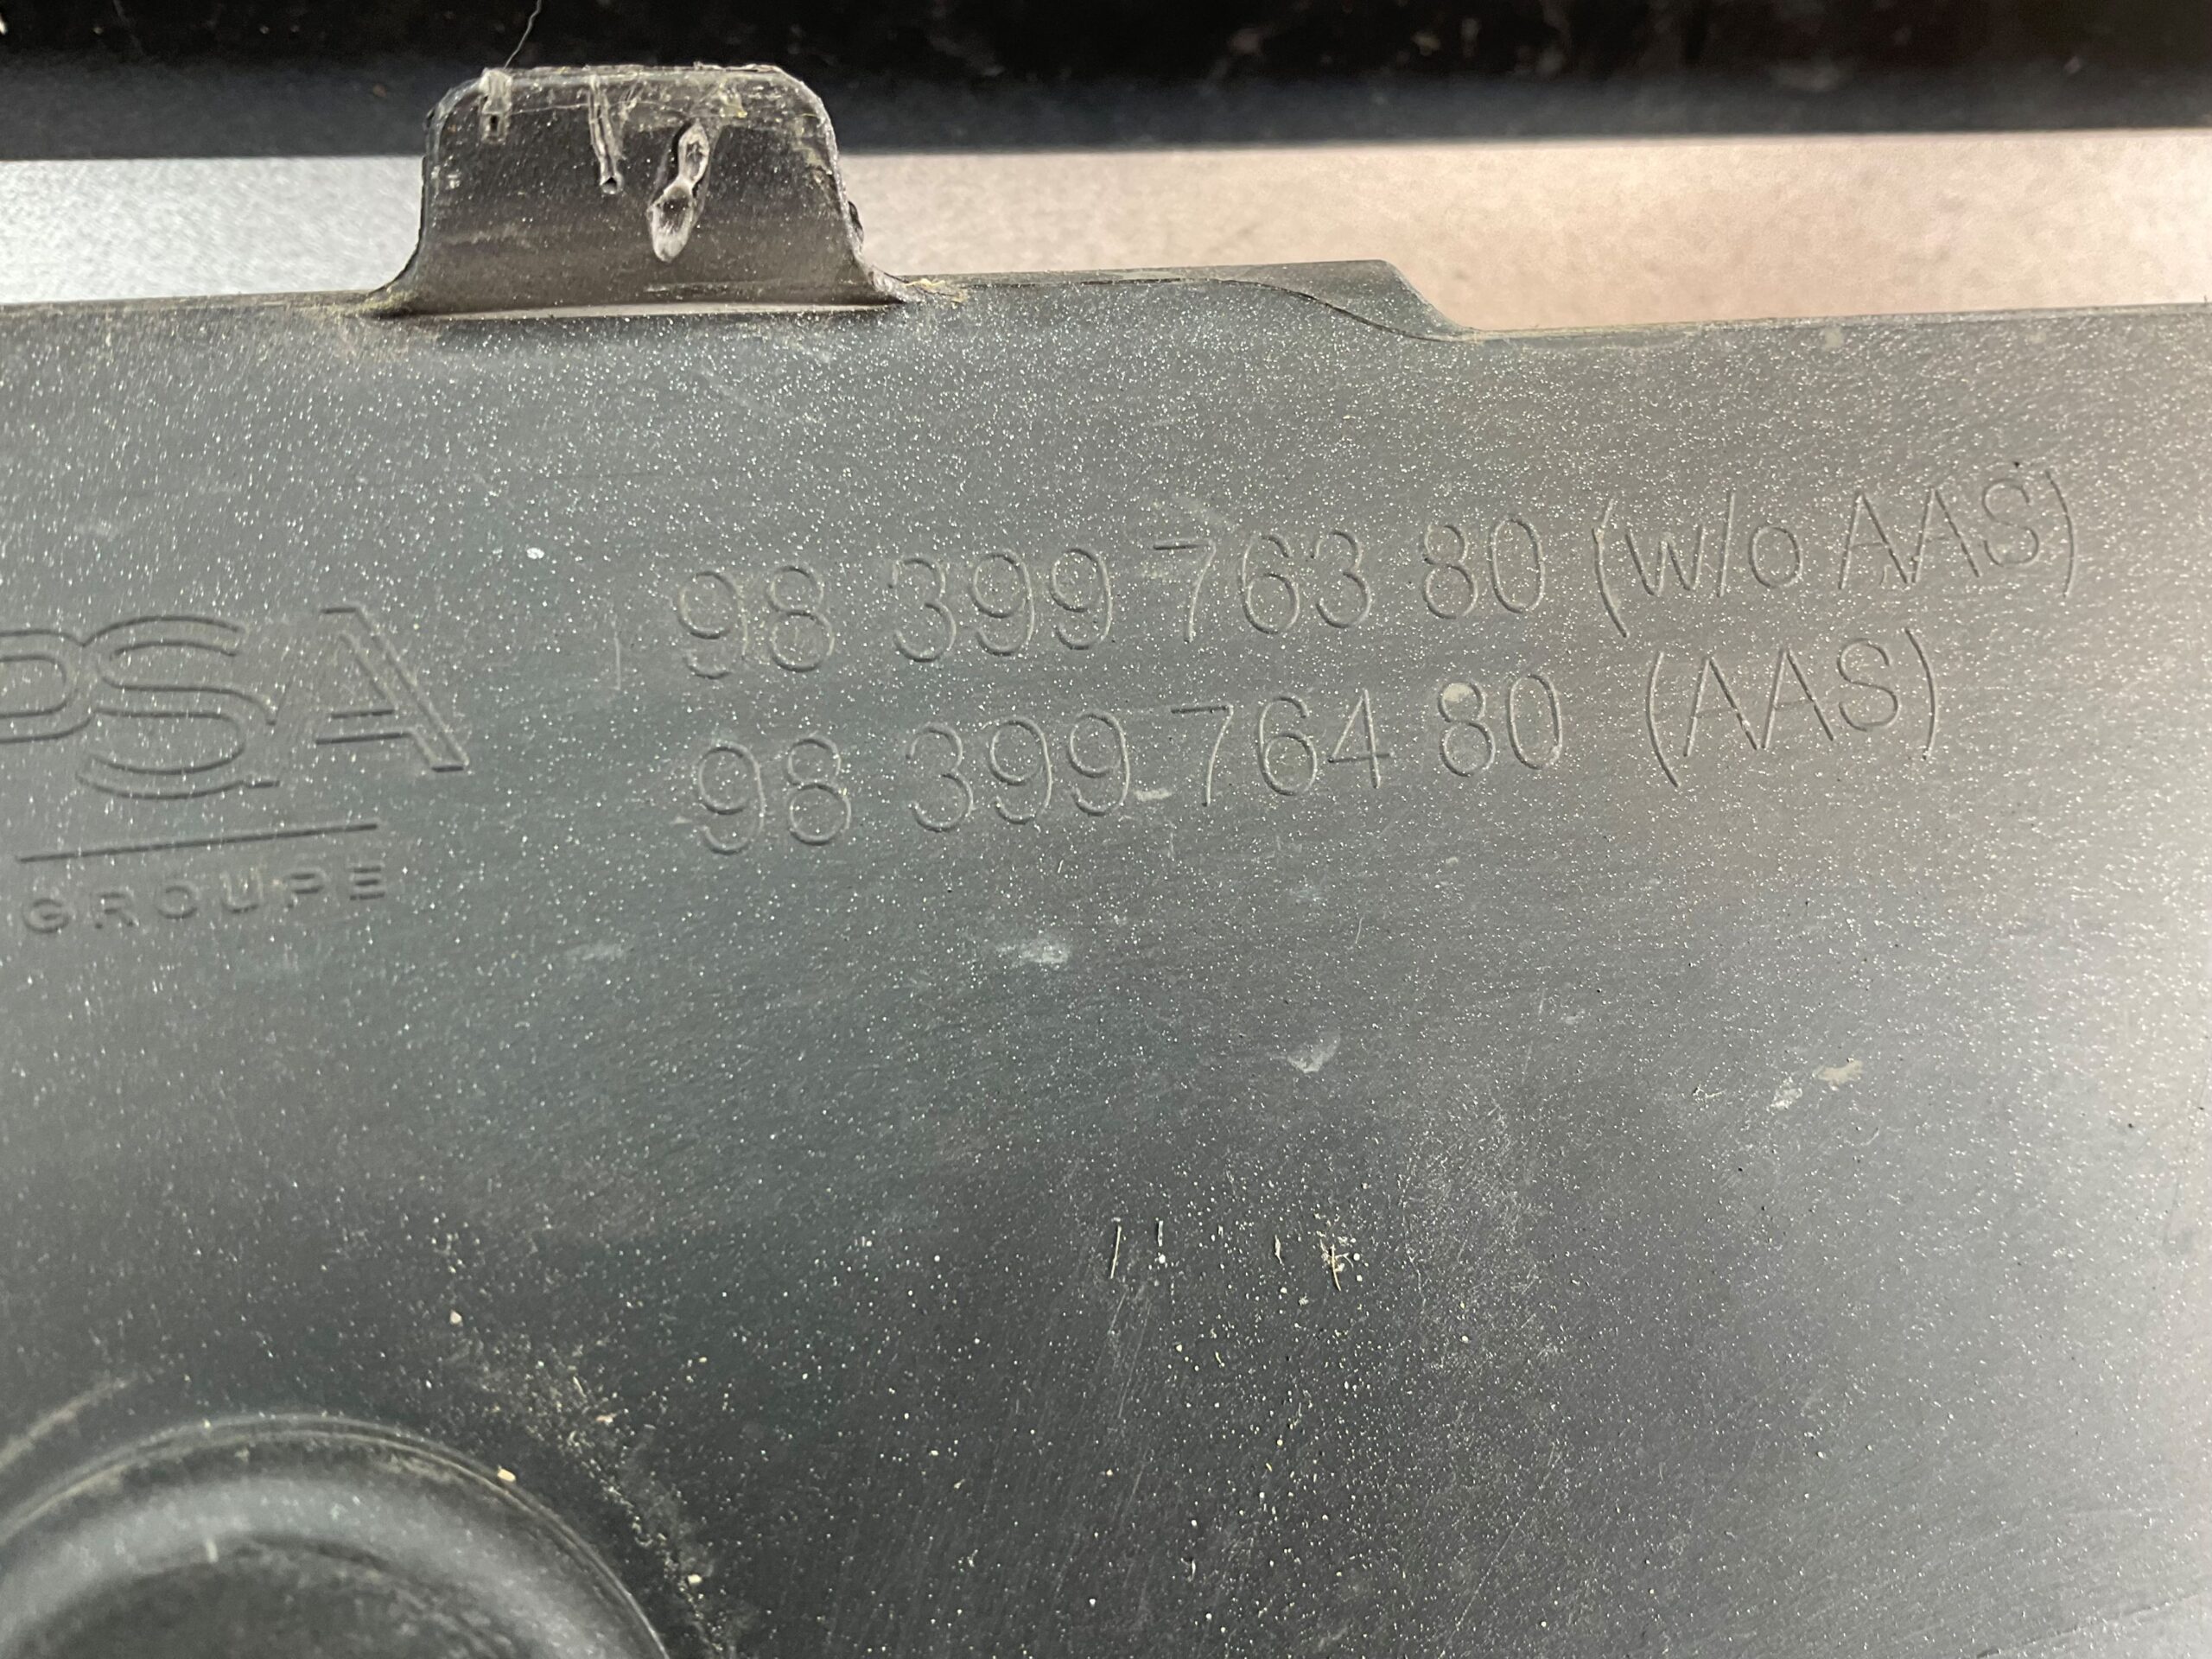 PSA
GROUPE
98 399 763 80 (w/o AAS)
98 399 764 80 (AAS)